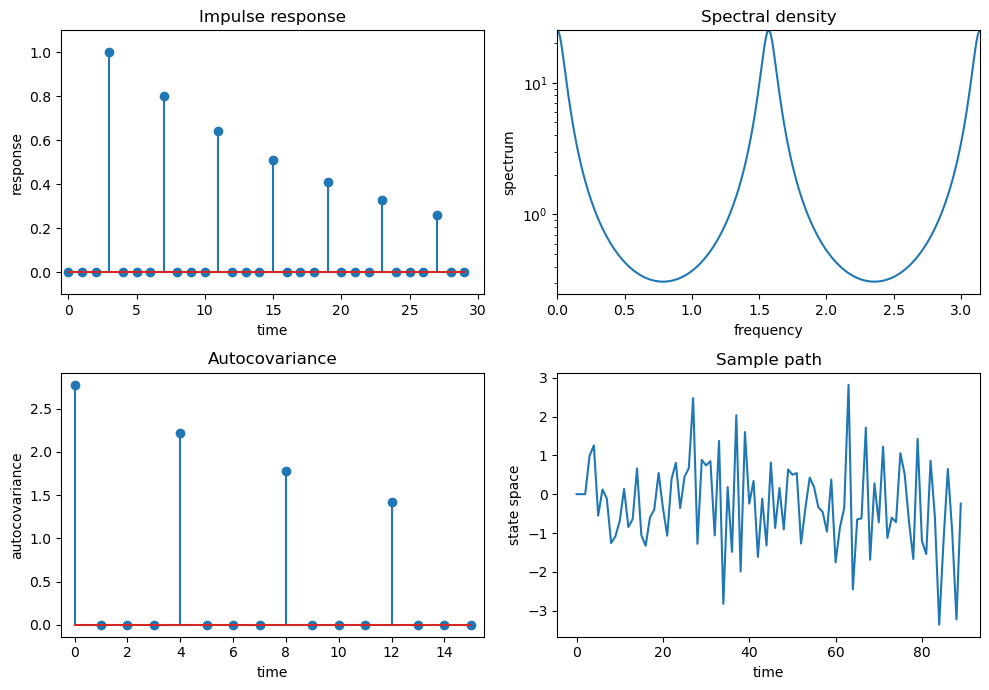 Impulse response
1.0
0.8
0.6
0.4
0.2
0.0
response
0 5 10 15 20 25 30
time
Spectral density
10^1
10^0
spectrum
0.0 0.5 1.0 1.5 2.0 2.5 3.0
frequency
Autocovariance
2.5
2.0
1.5
1.0
0.5
0.0
autocovariance
0 2 4 6 8 10 12 14
time
Sample path
3
2
1
0
−1
−2
−3
state space
0 20 40 60 80
time